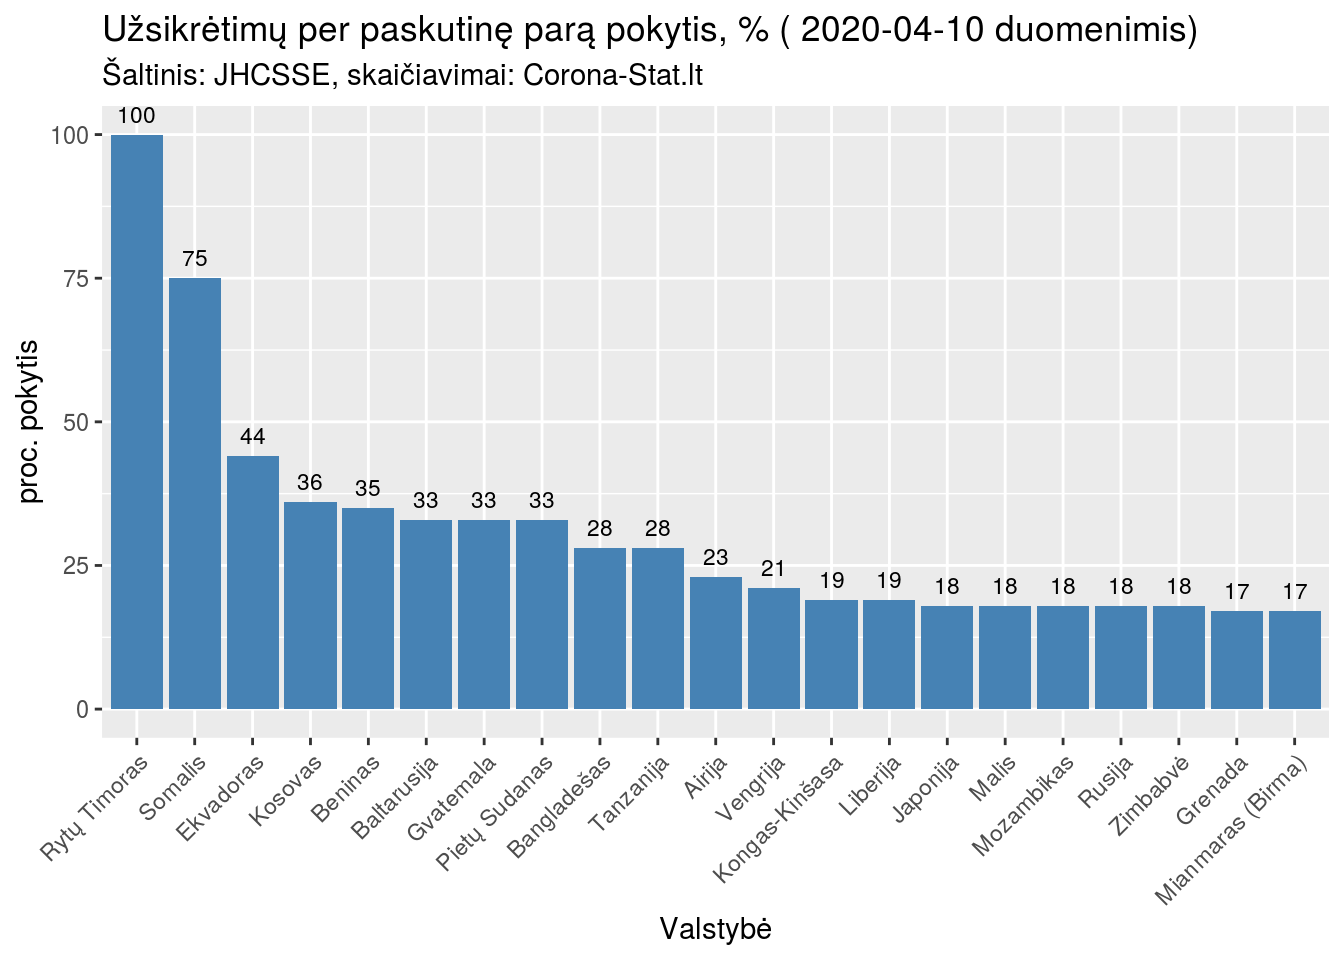 Užsikrėtimų per paskutinę parą pokytis, % ( 2020-04-10 duomenimis)
Šaltinis: JHCSSE, skaičiavimai: Corona-Stat.lt
proc. pokytis
100
75
50
25
0
100
75
44
36
35
33
33
33
28
28
23
21
19
19
18
18
18
18
18
17
17
Rytų Timoras
Somalis
Ekvadoras
Kosovas
Beninas
Baltarusija
Gvatemala
Pietų Sudanas
Bangladešas
Tanzanija
Airija
Vengrija
Kongas-Kinšasa
Liberija
Japonija
Malis
Mozambikas
Rusija
Zimbabvė
Grenada
Mianmaras (Birma)
Valstybė